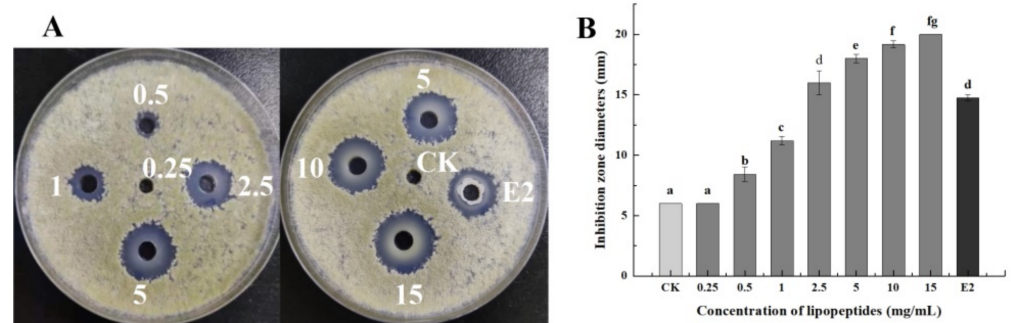 A
0.5
0.25
1
2.5
5
5
10
CK
E2
15
B
Inhibition zone diameters (mm)
20
15
10
5
0
a
a
b
c
d
e
f
fg
d
CK 0.25 0.5 1 2.5 5 10 15 E2
Concentration of lipopeptides (mg/mL)